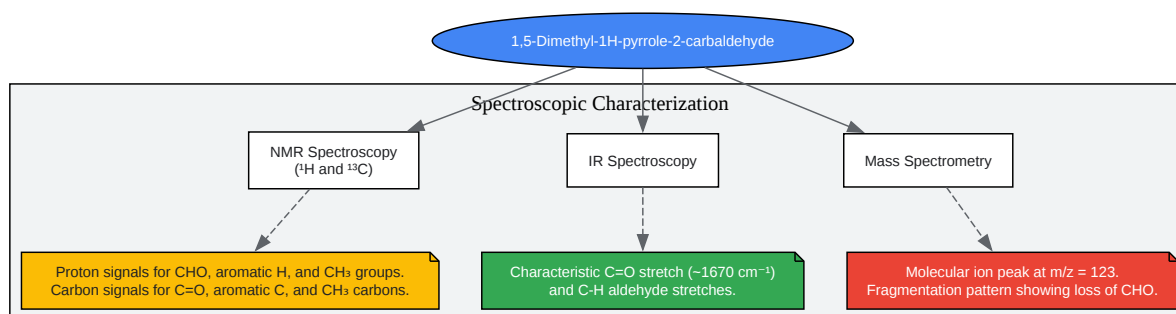 1,5-Dimethyl-1H-pyrrole-2-carbaldehyde
Spectroscopic Characterization
NMR Spectroscopy
(¹H and ¹³C)
IR Spectroscopy
Mass Spectrometry
Proton signals for CHO, aromatic H, and CH₃ groups.
Carbon signals for C=O, aromatic C, and CH₃ carbons.
Characteristic C=O stretch (~1670 cm⁻¹)
and C-H aldehyde stretches.
Molecular ion peak at m/z = 123.
Fragmentation pattern showing loss of CHO.